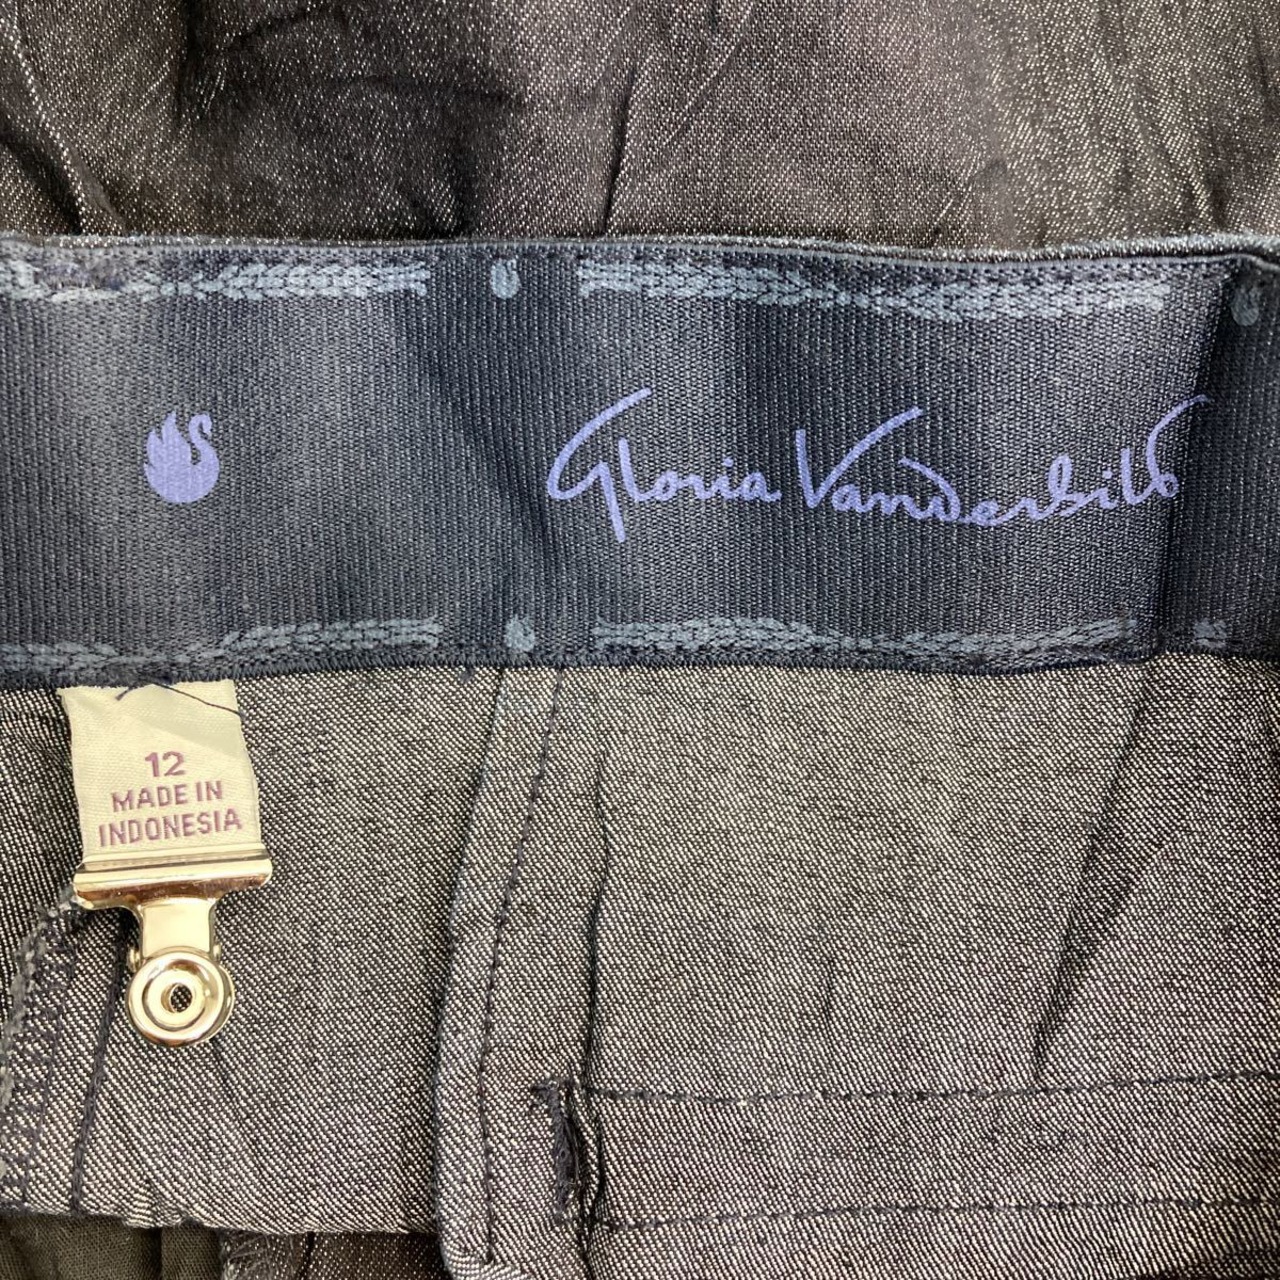 Gloria Vanderbilt
12
MADE IN
INDONESIA